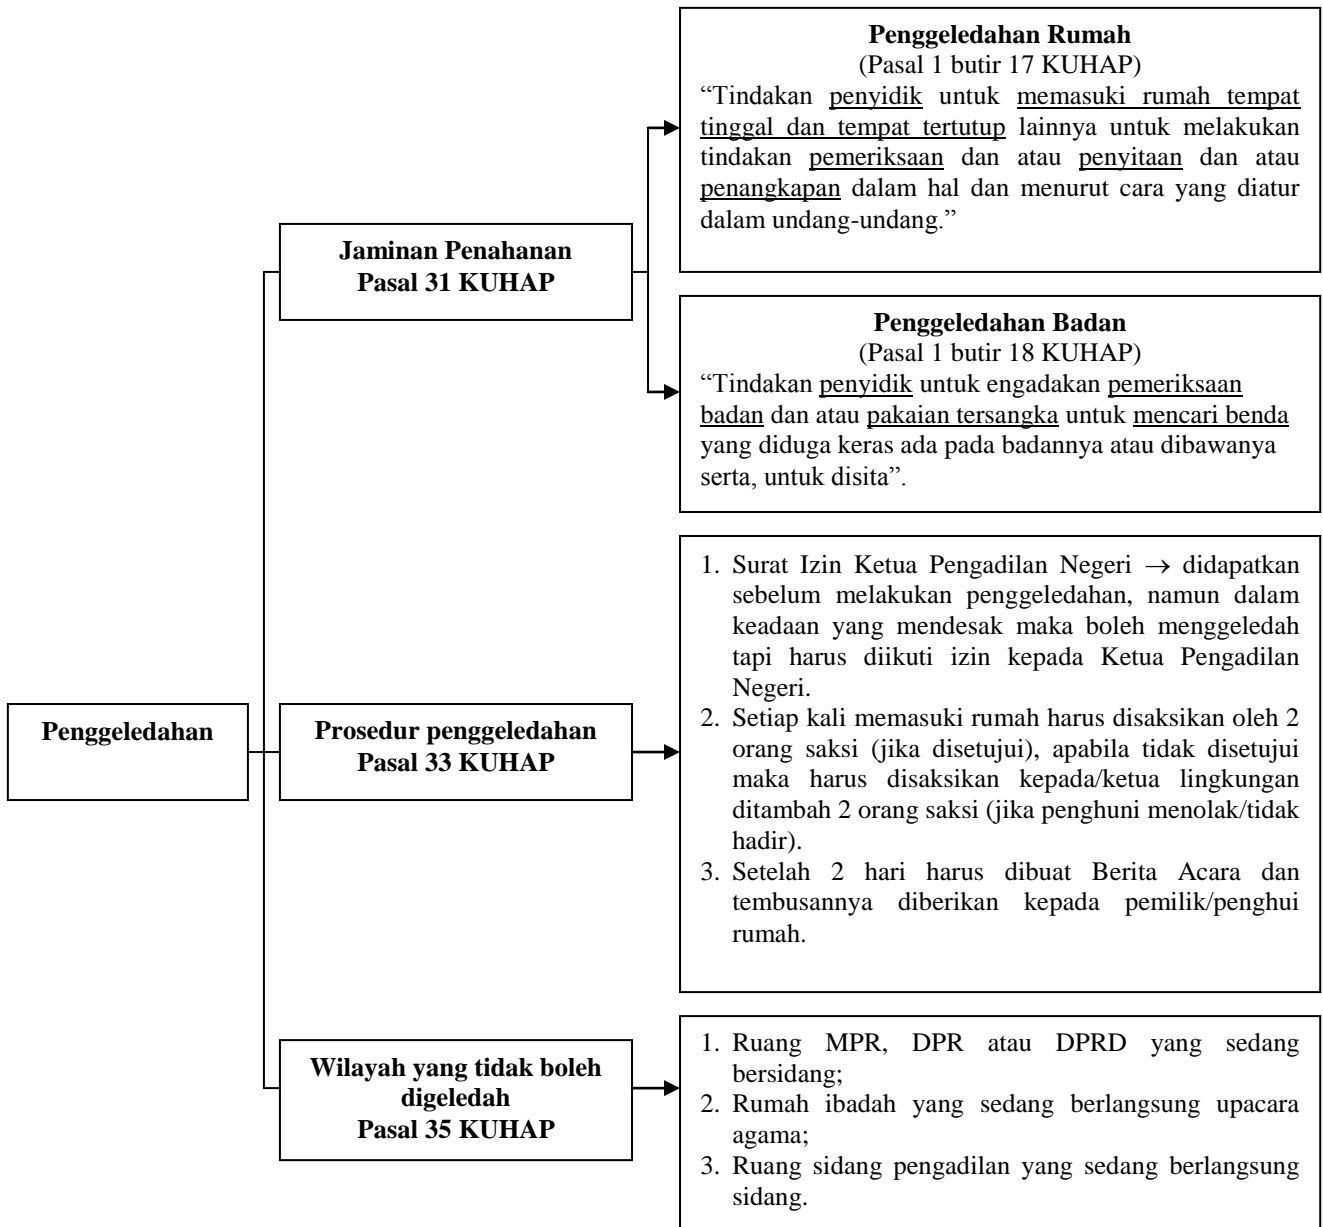 Penggeledahan Rumah
(Pasal 1 butir 17 KUHAP)
“Tindakan penyidik untuk memasuki rumah tempat
tinggal dan tempat tertutup lainnya untuk melakukan
tindakan pemeriksaan dan atau penyitaan dan atau
penangkapan dalam hal dan menurut cara yang diatur
dalam undang-undang.”
Jaminan Penahanan
Pasal 31 KUHAP
Penggeledahan Badan
(Pasal 1 butir 18 KUHAP)
“Tindakan penyidik untuk engadakan pemeriksaan
badan dan atau pakaian tersangka untuk mencari benda
yang diduga keras ada pada badannya atau dibawanya
serta, untuk disita”.
Penggeledahan
Prosedur penggeledahan
Pasal 33 KUHAP
1. Surat Izin Ketua Pengadilan Negeri → didapatkan
sebelum melakukan penggeledahan, namun dalam
keadaan yang mendesak maka boleh menggeledah
tapi harus diikuti izin kepada Ketua Pengadilan
Negeri.
2. Setiap kali memasuki rumah harus disaksikan oleh 2
orang saksi (jika disetujui), apabila tidak disetujui
maka harus disaksikan kepada/ketua lingkungan
ditambah 2 orang saksi (jika penghuni menolak/tidak
hadir).
3. Setelah 2 hari harus dibuat Berita Acara dan
tembusannya diberikan kepada pemilik/penghui
rumah.
Wilayah yang tidak boleh
digeledah
Pasal 35 KUHAP
1. Ruang MPR, DPR atau DPRD yang sedang
bersidang;
2. Rumah ibadah yang sedang berlangsung upacara
agama;
3. Ruang sidang pengadilan yang sedang berlangsung
sidang.